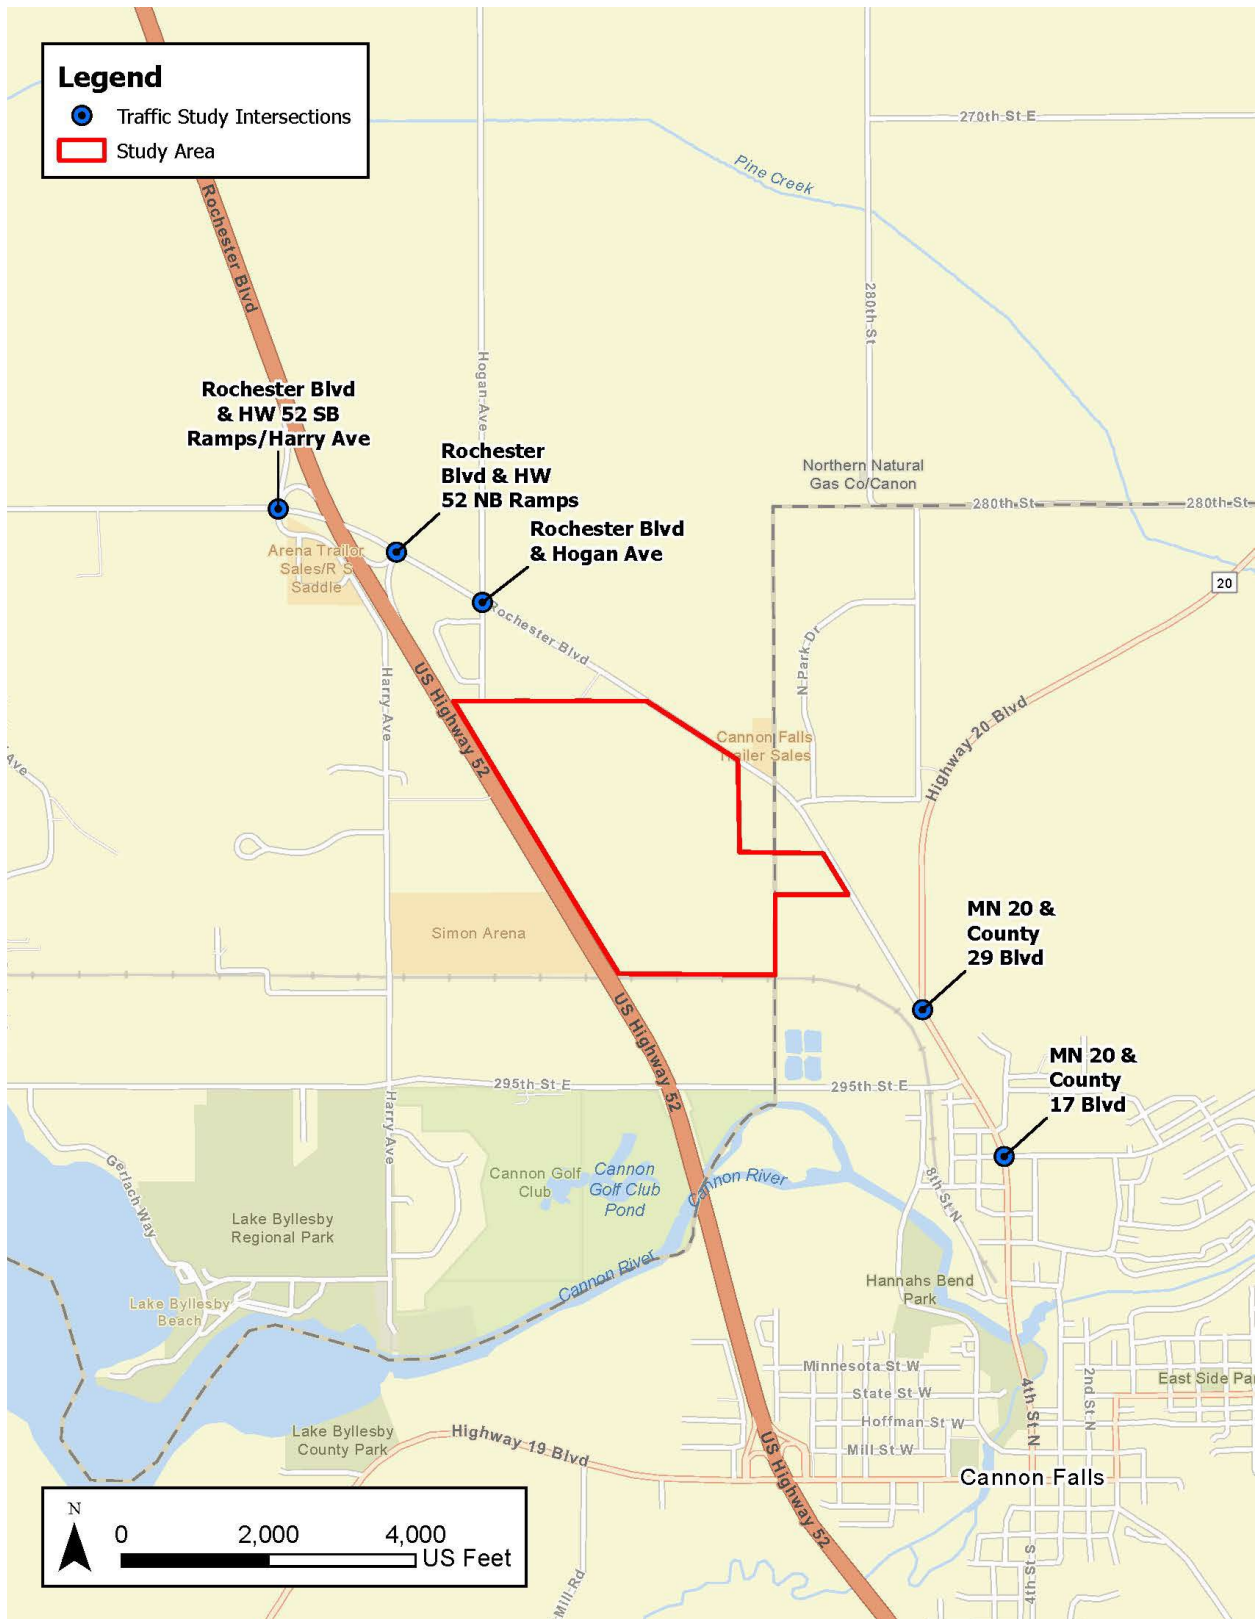 Legend
Traffic Study Intersections
Study Area
270th St E
Pine Creek
Rochester Blvd
280th St
Hogan Ave
Rochester Blvd
& HW 52 SB
Ramps/Harry Ave
Rochester
Blvd & HW
52 NB Ramps
Northern Natural
Gas Co/Canon
280th St
280th St
Rochester Blvd
& Hogan Ave
Arena Trailor
Sales/R S
Saddle
20
Rochester Blvd
N Park Dr
Harry Ave
US Highway 52
Highway 20 Blvd
Cannon Falls
Trailer Sales
Ave
Simon Arena
MN 20 &
County
29 Blvd
US Highway 52
MN 20 &
County
17 Blvd
295th St E
295th St E
Harry Ave
Gerlach Way
Cannon Golf
Club
Cannon
Golf Club
Pond
Cannon River
8th St N
Lake Byllesby
Regional Park
Cannon River
Hannahs Bend
Park
Lake Byllesby
Beach
Minnesota St W
State St W
Hoffman St W
Mill St W
4th St N
2nd St N
East Side Par
Lake Byllesby
County Park
Highway 19 Blvd
US Highway 52
Cannon Falls
N
0 2,000 4,000
US Feet
Mill Rd
4th St S